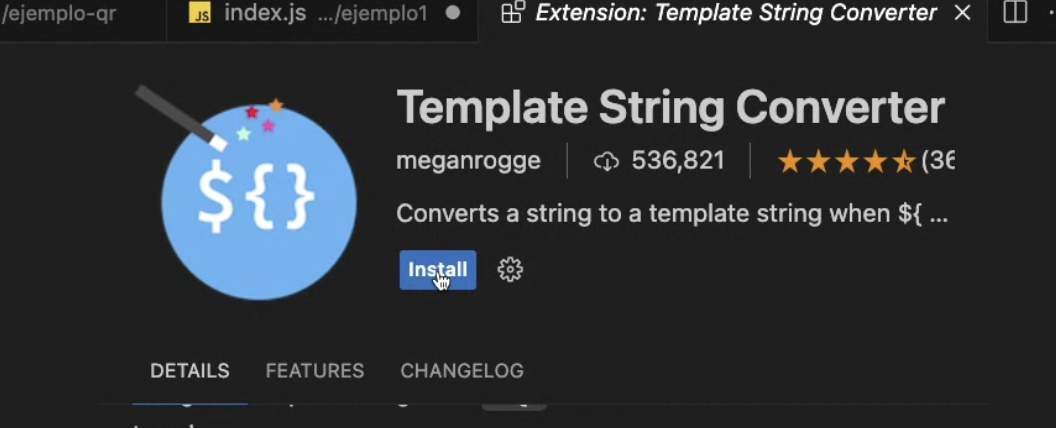 /ejemplo-qr
JS index.js .../ejemplo1
Extension: Template String Converter
${}
Template String Converter
meganrogge
536,821
(36
Converts a string to a template string when ${ ...
Install
DETAILS
FEATURES
CHANGELOG